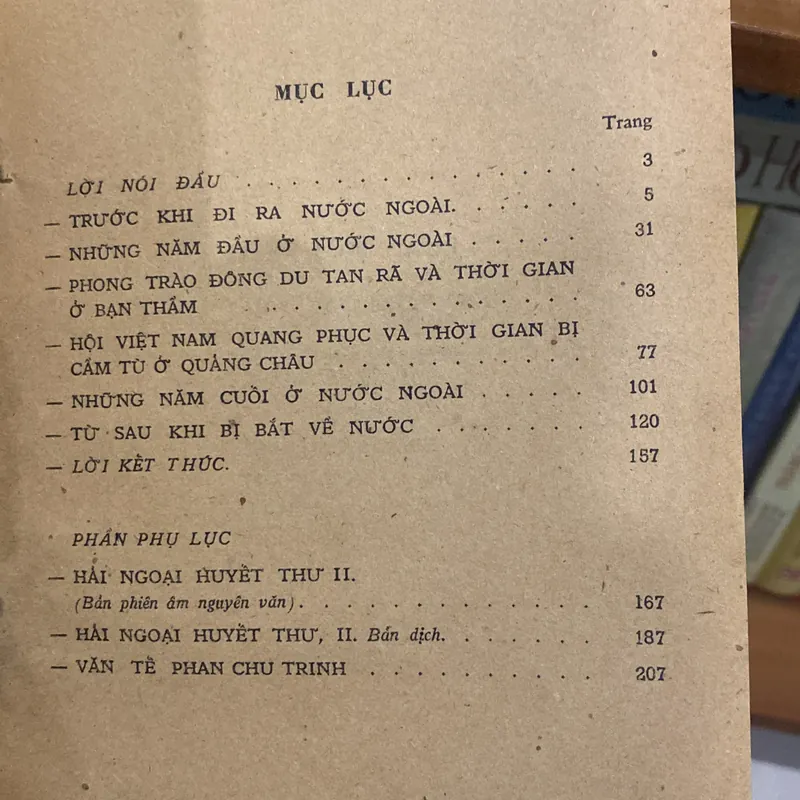 MỤC LỤC
Trang
LỜI NÓI ĐẦU . . . . . . . . . . . . . . . 3
— TRƯỚC KHI ĐI RA NƯỚC NGOÀI. . . . . . 5
— NHỮNG NĂM ĐẦU Ở NƯỚC NGOÀI . . . . . 31
— PHONG TRÀO ĐÔNG DU TAN RÃ VÀ THỜI GIAN
Ở BẠN THẦM . . . . . . . . . . . . . . 63
— HỘI VIỆT NAM QUANG PHỤC VÀ THỜI GIAN BỊ
CẦM TÙ Ở QUẢNG CHÂU . . . . . . . . . . . 77
— NHỮNG NĂM CUỐI Ở NƯỚC NGOÀI . . . . . 101
— TỪ SAU KHI BỊ BẮT VỀ NƯỚC . . . . . . . 120
— LỜI KẾT THÚC. 157
PHẦN PHỤ LỤC
— HẢI NGOẠI HUYẾT THƯ II.
(Bản phiên âm nguyên văn). . . . . . . . . . . . . 167
— HẢI NGOẠI HUYẾT THƯ, II. Bản dịch. . . . . . . 187
— VĂN TẾ PHAN CHU TRINH . . . . . . . . . . 207